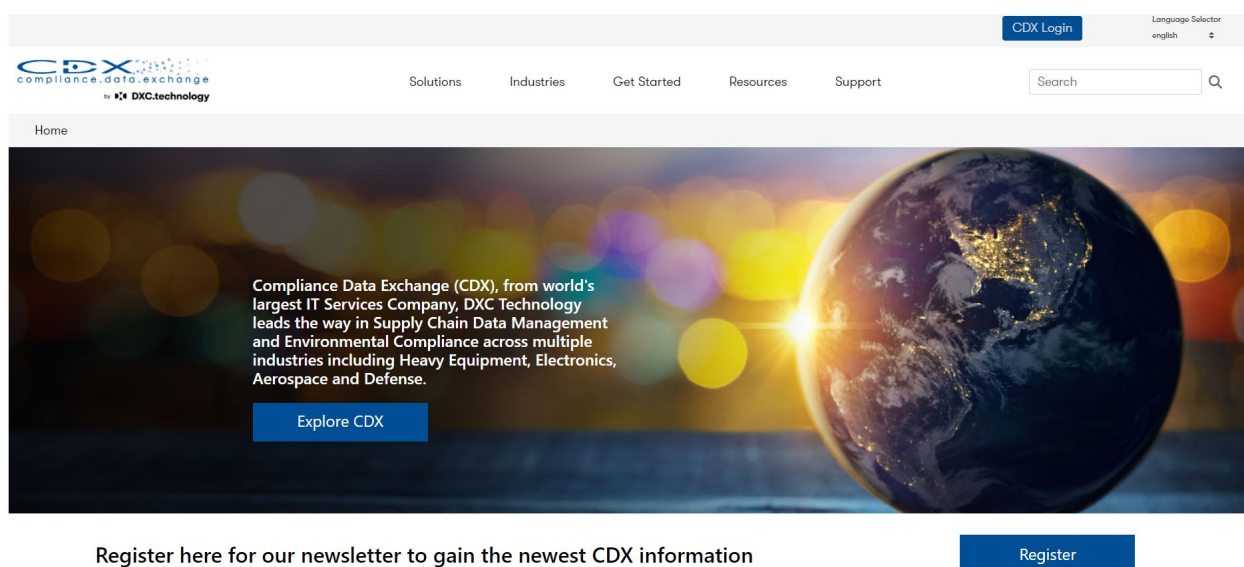 CDX Login
Language Selector
english
CDX
compliance.data.exchange
by DXC.technology
Solutions
Industries
Get Started
Resources
Support
Search
Home
Compliance Data Exchange (CDX), from world's
largest IT Services Company, DXC Technology
leads the way in Supply Chain Data Management
and Environmental Compliance across multiple
industries including Heavy Equipment, Electronics,
Aerospace and Defense.
Explore CDX
Register here for our newsletter to gain the newest CDX information
Register